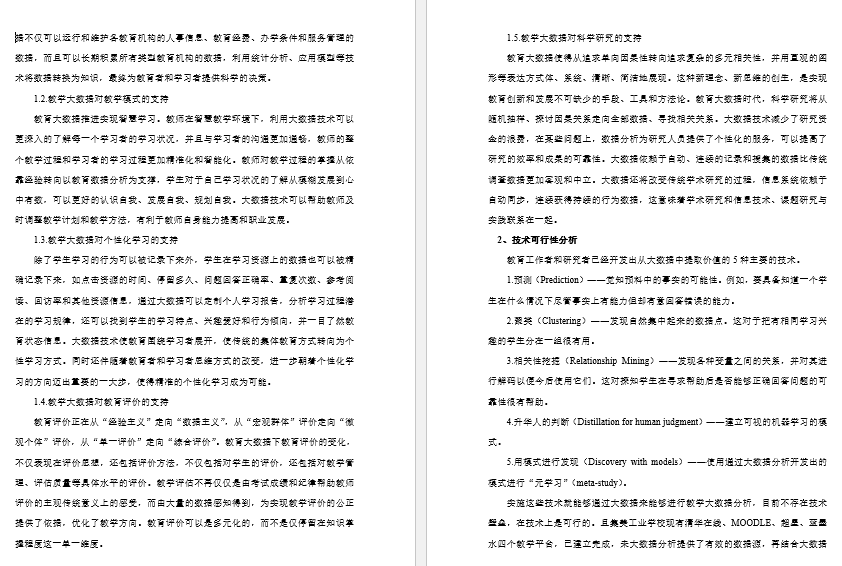 据不仅可以运行和维护各教育机构的人事信息、教育经费、办学条件和服务管理的
数据，而且可以长期积累所有类型教育机构的数据，利用统计分析、应用模型等技
术将数据转换为知识，最终为教育者和学习者提供科学的决策。
1.2.教学大数据对教学模式的支持
教育大数据推进实现智慧学习。教师在智慧教学环境下，利用大数据技术可以
更深入的了解每一个学习者的学习状况，并且与学习者的沟通更加通畅，教师的整
个教学过程和学习者的学习过程更加精准化和智能化。教师对教学过程的掌握从依
靠经验转向以教育数据分析为支撑，学生对于自己学习状况的了解从模糊发展到心
中有数，可以更好的认识自我、发展自我、规划自我。大数据技术可以帮助教师及
时调整教学计划和教学方法，有利于教师自身能力提高和职业发展。
1.3.教学大数据对个性化学习的支持
除了学生学习的行为可以被记录下来外，学生在学习资源上的数据也可以被精
确记录下来，如点击资源的时间、停留多久、问题回答正确率、重复次数、参考阅
读、回访率和其他资源信息，通过大数据可以定制个人学习报告，分析学习过程潜
在的学习规律，还可以找到学生的学习特点、兴趣爱好和行为倾向，并一目了然教
育状态信息。大数据技术使教育围绕学习者展开，使传统的集体教育方式转向为个
性学习方式。同时还伴随着教育者和学习者思维方式的改变，进一步朝着个性化学
习的方向迈出重要的一大步，使得精准的个性化学习成为可能。
1.4.教学大数据对教育评价的支持
教育评价正在从“经验主义”走向“数据主义”，从“宏观群体”评价走向“微
观个体”评价，从“单一评价”走向“综合评价”。教育大数据下教育评价的变化，
不仅表现在评价思想，还包括评价方法，不仅包括对学生的评价，还包括对教学管
理、评估质量等具体水平的评价。教学评估不再仅仅是由考试成绩和纪律帮助教师
评价的主观传统意义上的感受，而由大量的数据感知得到，为实现教学评价的公正
提供了依据，优化了教学方向。教育评价可以是多元化的，而不是仅停留在知识掌
握程度这一单一维度。
1.5.教学大数据对科学研究的支持
教育大数据使得从追求单向因果性转向追求复杂的多元相关性，并用直观的图
形等表达方式体、系统、清晰、简洁地展现。这种新理念、新思维的创生，是实现
教育创新和发展不可缺少的手段、工具和方法论。教育大数据时代，科学研究将从
随机抽样、探讨因果关系走向全部数据、寻找相关关系。大数据技术减少了研究资
金的浪费，在某些问题上，数据分析为研究人员提供了个性化的服务，可以提高了
研究的效率和成果的可靠性。大数据依赖于自动、连续的记录和搜集的数据比传统
调查数据更加客观和中立。大数据还将改变传统学术研究的过程，信息系统依赖于
自动同步，连续获得持续的行为数据，这意味着学术研究和信息技术、课题研究与
实践联系在一起。
2、技术可行性分析
教育工作者和研究者已经开发出从大数据中提取价值的 5 种主要的技术。
1.预测（Prediction）——觉知预料中的事实的可能性。例如，要具备知道一个学
生在什么情况下尽管事实上有能力但却有意回答错误的能力。
2.聚类（Clustering）——发现自然集中起来的数据点。这对于把有相同学习兴
趣的学生分在一组很有用。
3.相关性挖掘（Relationship Mining）——发现各种变量之间的关系，并对其进
行解码以便今后使用它们。这对探知学生在寻求帮助后是否能够正确回答问题的可
靠性很有帮助。
4.升华人的判断（Distillation for human judgment）——建立可视的机器学习的模
式。
5.用模式进行发现（Discovery with models）——使用通过大数据分析开发出的
模式进行“元学习”（meta-study）。
实施这些技术就能够通过大数据来能够进行教学大数据分析，目前不存在技术
壁垒，在技术上是可行的。且集美工业学校现有清华在线、MOODLE、超星、蓝墨
水四个教学平台，已建立完成，未大数据分析提供了有效的数据源，再结合大数据